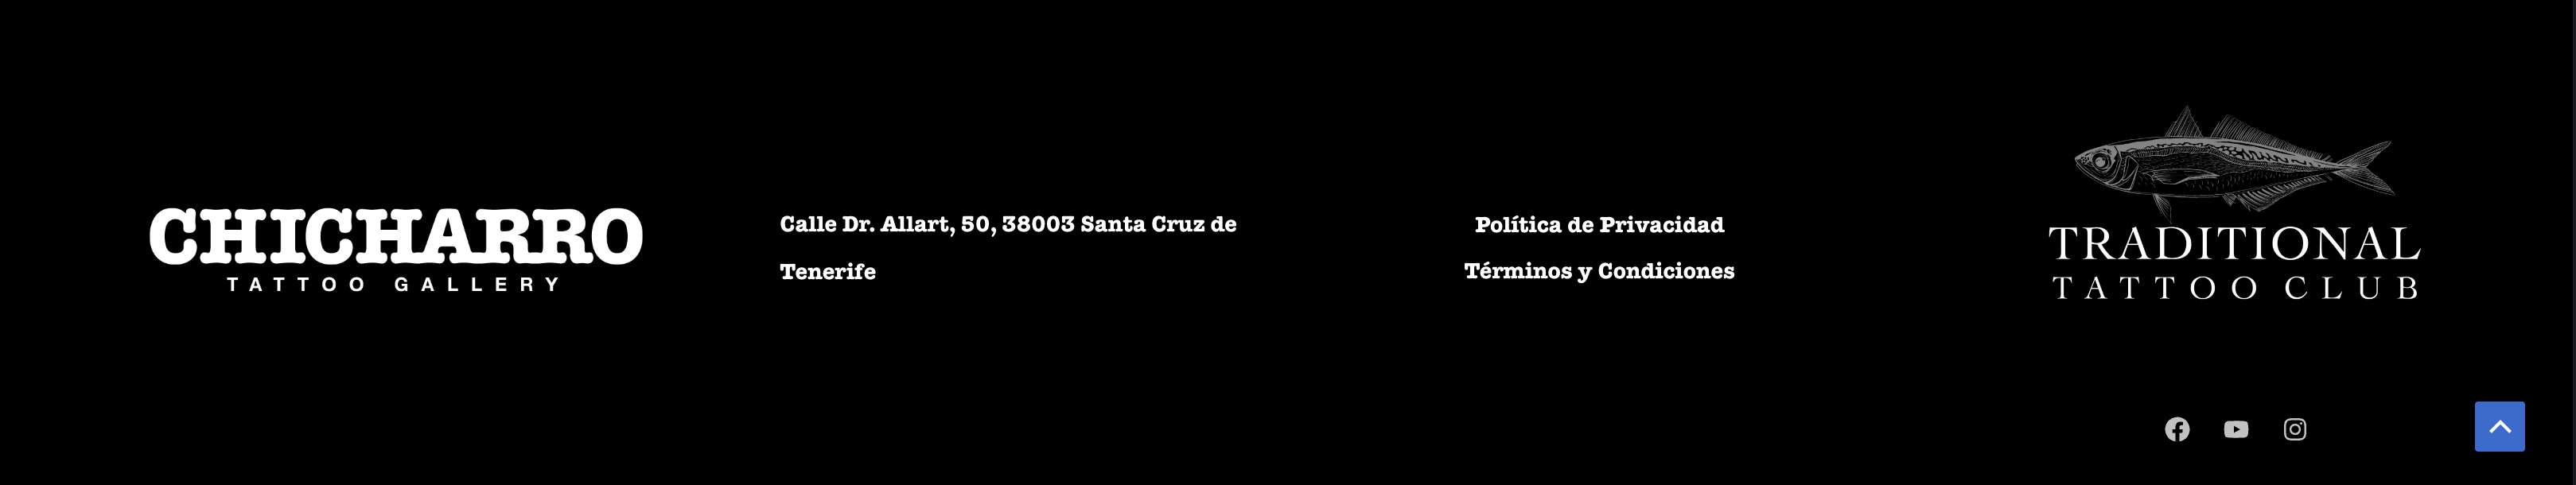 CHICHARRO
TATTOO GALLERY
Calle Dr. Allart, 50, 38003 Santa Cruz de
Tenerife
Política de Privacidad
Términos y Condiciones
TRADITIONAL
TATTOO CLUB